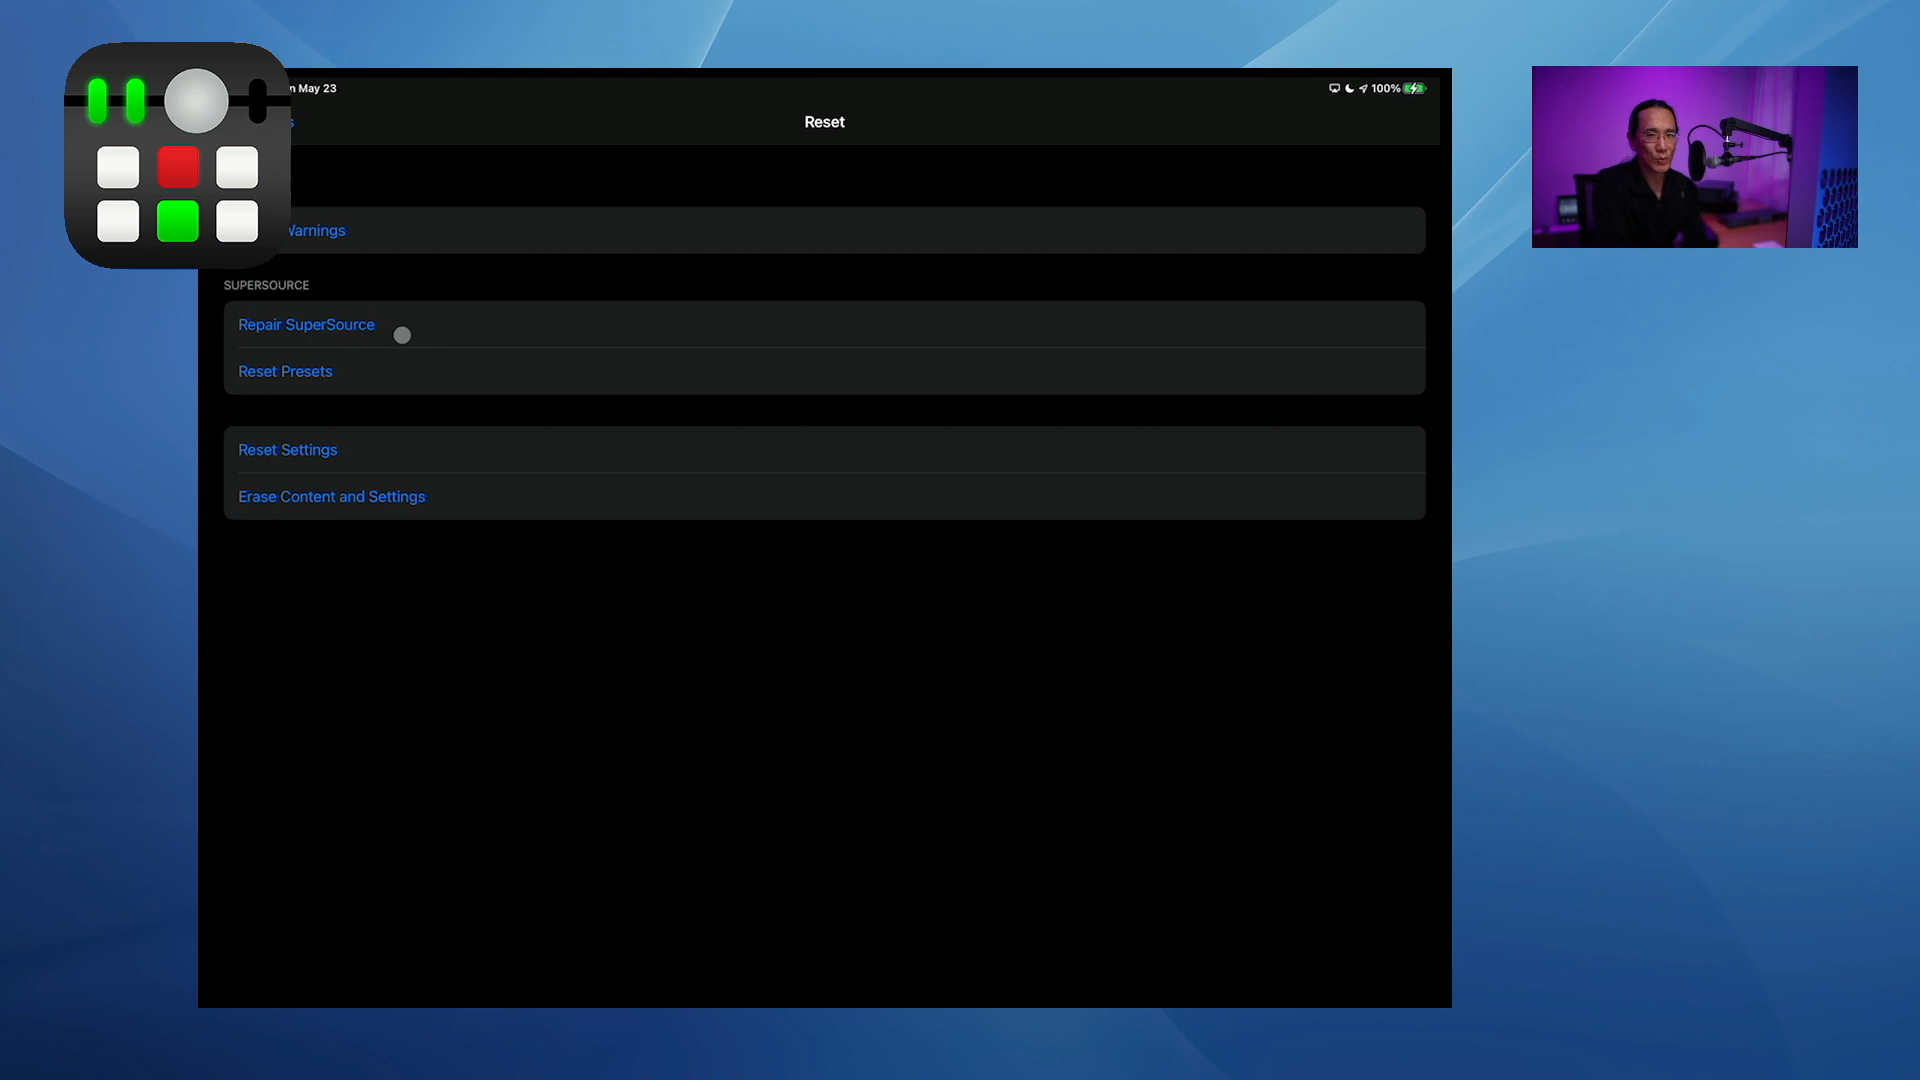 May 23
100%
Reset
Warnings
SUPERSOURCE
Repair SuperSource
Reset Presets
Reset Settings
Erase Content and Settings